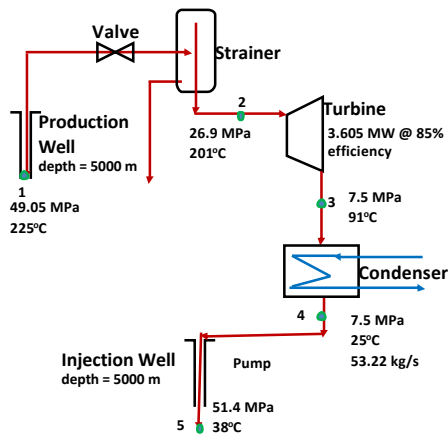 Valve
Strainer
Production
Well
depth = 5000 m
1
49.05 MPa
225°C
2
26.9 MPa
201°C
Turbine
3.605 MW @ 85%
efficiency
3
7.5 MPa
91°C
Condenser
4
7.5 MPa
25°C
53.22 kg/s
Injection Well
depth = 5000 m
Pump
51.4 MPa
5
38°C